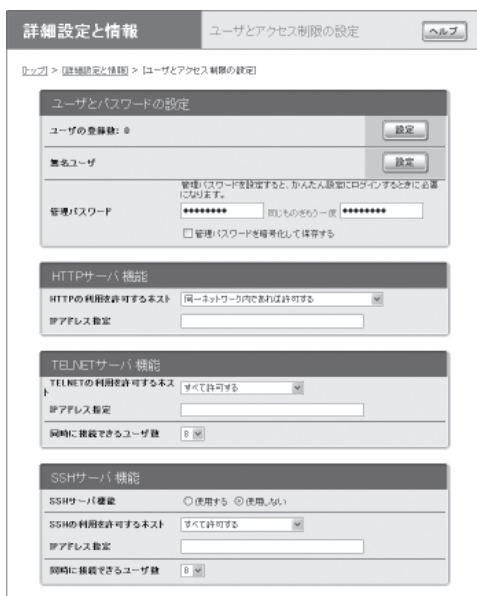 詳細設定と情報
ユーザとアクセス制限の設定
ヘルプ
[トップ] > [詳細設定と情報] > [ユーザとアクセス制限の設定]
ユーザとパスワードの設定
ユーザの登録数: 0
設定
無名ユーザ
設定
管理パスワードを設定すると、かんたん設定にログインするときに必要になります。
管理パスワード
******** 同じものをもう一度 ********
管理パスワードを暗号化して保存する
HTTPサーバ機能
HTTPの利用を許可するホスト 同一ネットワーク内であれば許可する
IPアドレス指定
TELNETサーバ機能
TELNETの利用を許可するホスト すべて許可する
IPアドレス指定
同時に接続できるユーザ数 8
SSHサーバ機能
SSHサーバ機能 使用する 使用しない
SSHの利用を許可するホスト すべて許可する
IPアドレス指定
同時に接続できるユーザ数 8